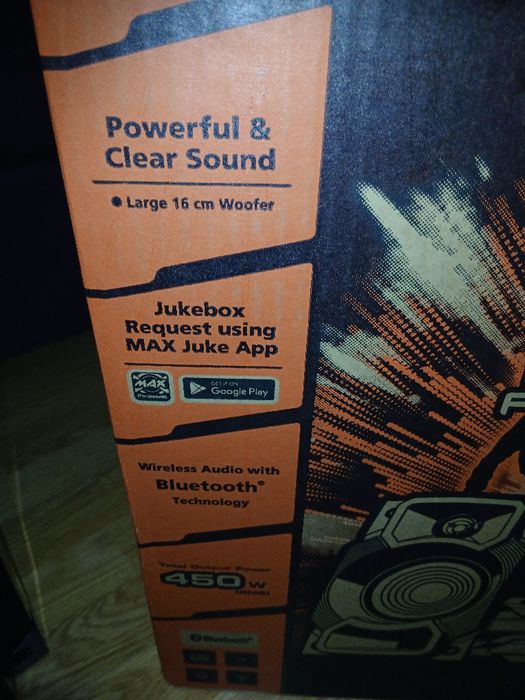 Powerful &
Clear Sound
Large 16 cm Woofer
Jukebox
Request using
MAX Juke App
MAX
Panasonic
GET IT ON
Google Play
Wireless Audio with
Bluetooth®
Technology
Total Output Power
450 W
(RMS)
Bluetooth®